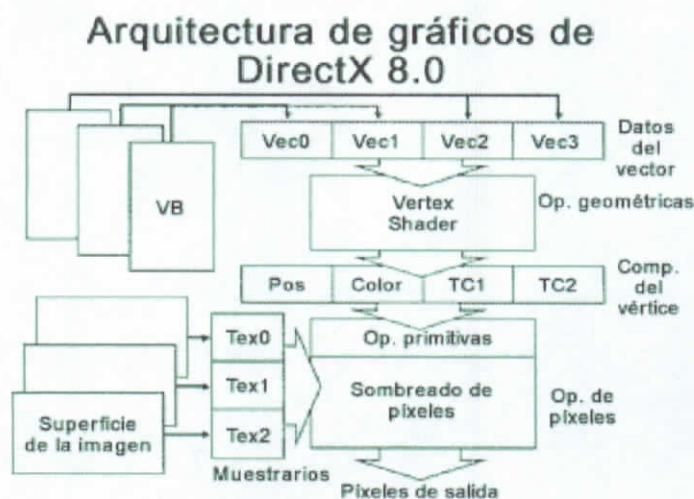 Arquitectura de gráficos de
DirectX 8.0
Vec0 Vec1 Vec2 Vec3
Datos
del
vector
VB
Vertex
Shader
Op. geométricas
Pos Color TC1 TC2
Comp.
del
vértice
Tex0
Op. primitivas
Tex1
Sombreado de
píxeles
Op. de
píxeles
Superficie
de la imagen
Tex2
Muestrarios
Píxeles de salida